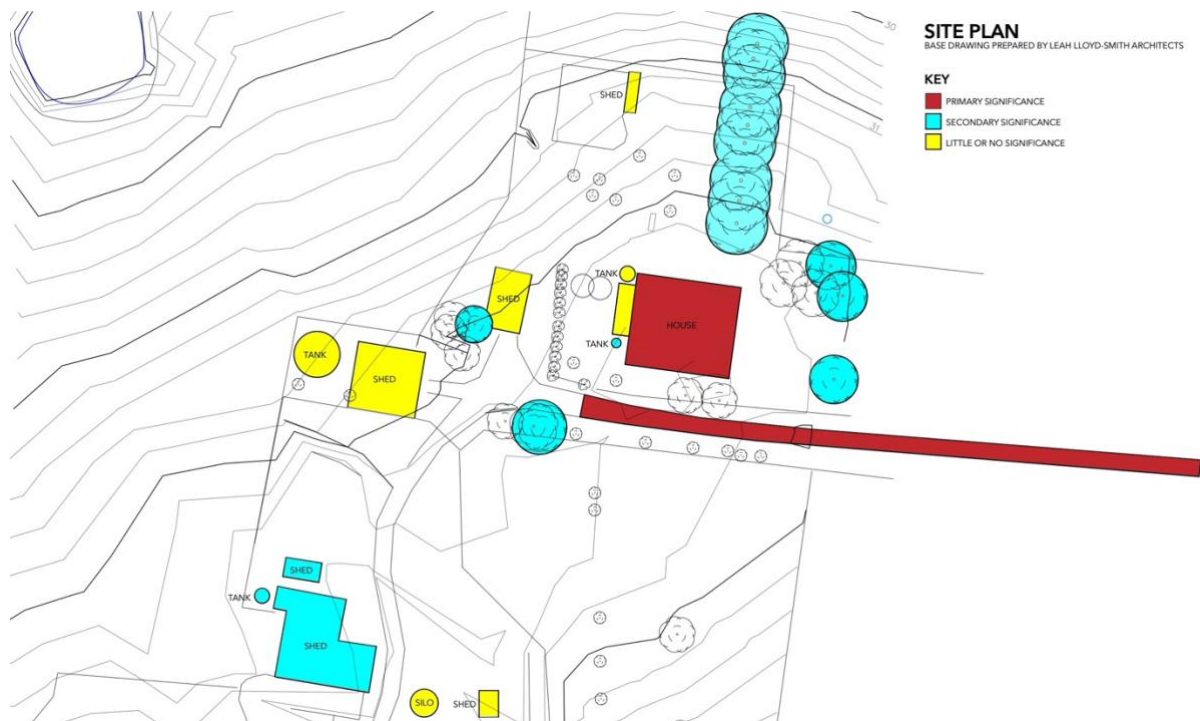 SITE PLAN
BASE DRAWING PREPARED BY LEAH LLOYD-SMITH ARCHITECTS
KEY
PRIMARY SIGNIFICANCE
SECONDARY SIGNIFICANCE
LITTLE OR NO SIGNIFICANCE
30
SHED
31
TANK
SHED
HOUSE
TANK
TANK
SHED
SHED
TANK
SHED
SILO
SHED